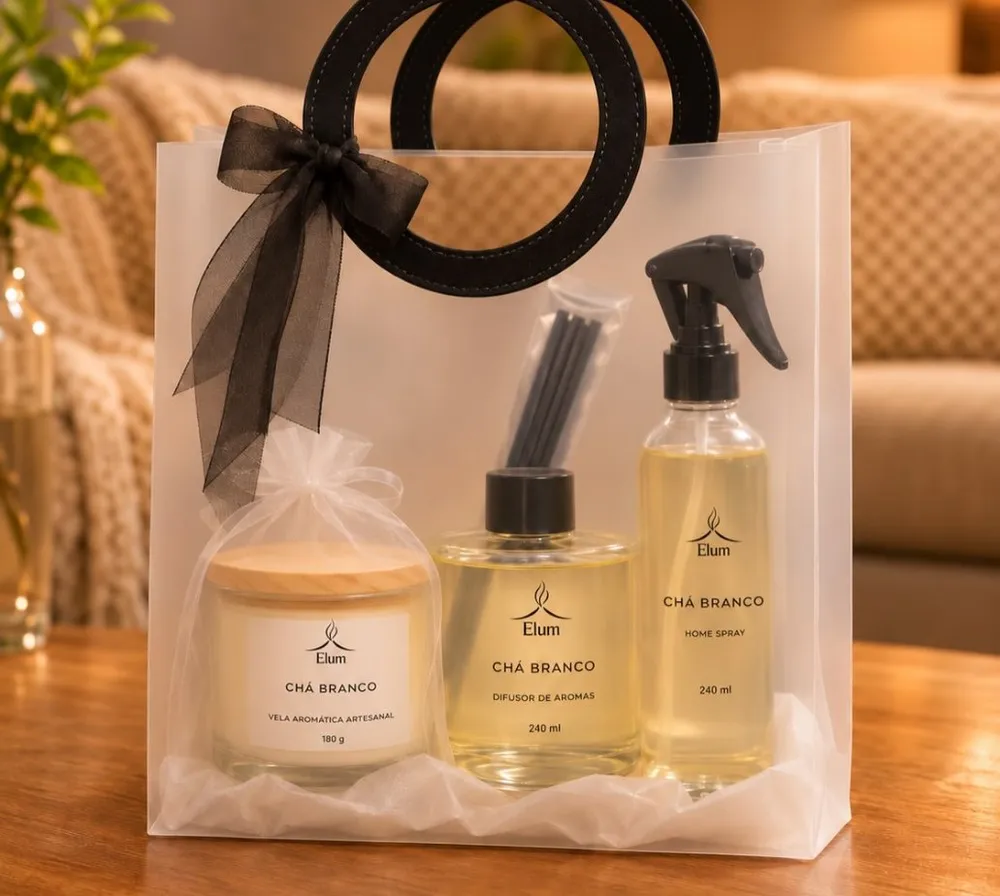 Elum
CHÁ BRANCO
VELA AROMÁTICA ARTESANAL
180 g
Elum
CHÁ BRANCO
DIFUSOR DE AROMAS
240 ml
Elum
CHÁ BRANCO
HOME SPRAY
240 ml